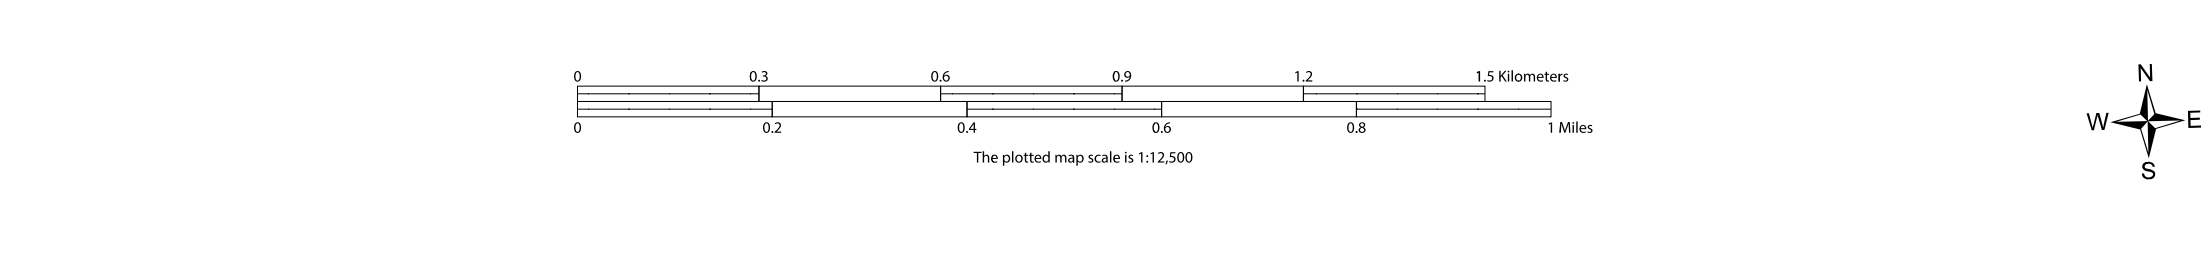 0 0.3 0.6 0.9 1.2 1.5 Kilometers
0 0.2 0.4 0.6 0.8 1 Miles
The plotted map scale is 1:12,500
N
W E
S